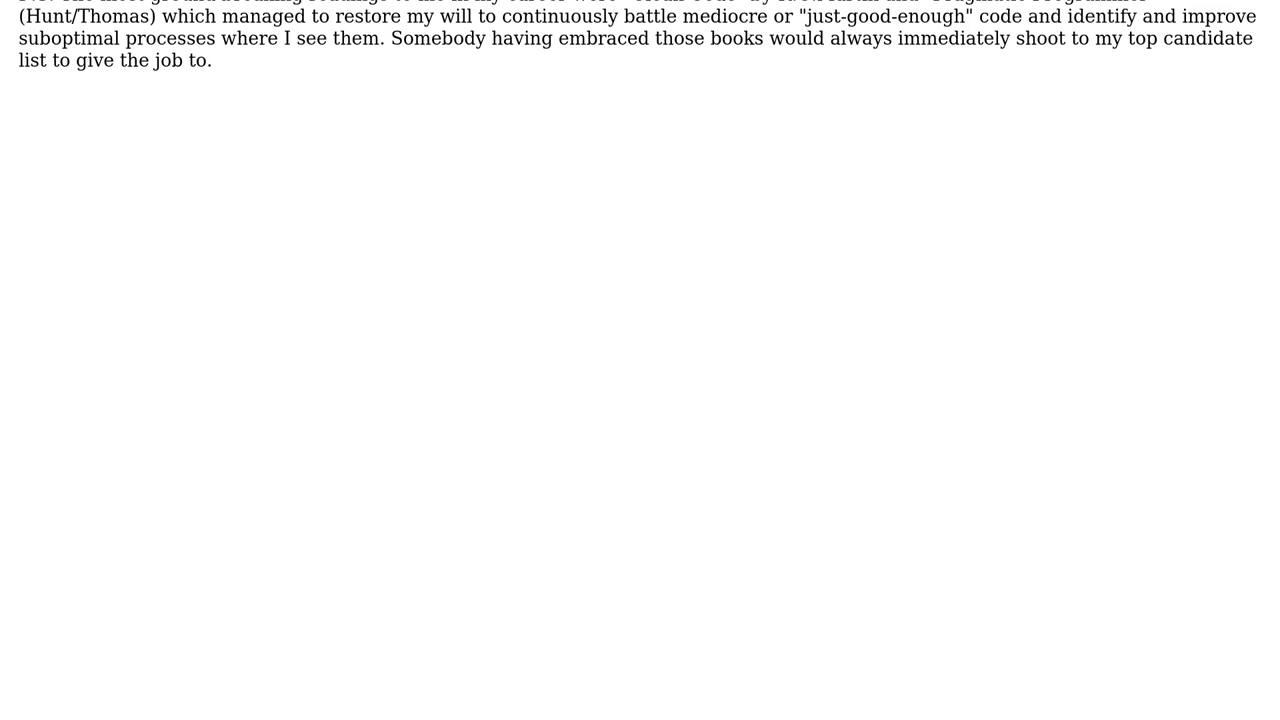 (Hunt/Thomas) which managed to restore my will to continuously battle mediocre or "just-good-enough" code and identify and improve
suboptimal processes where I see them. Somebody having embraced those books would always immediately shoot to my top candidate
list to give the job to.